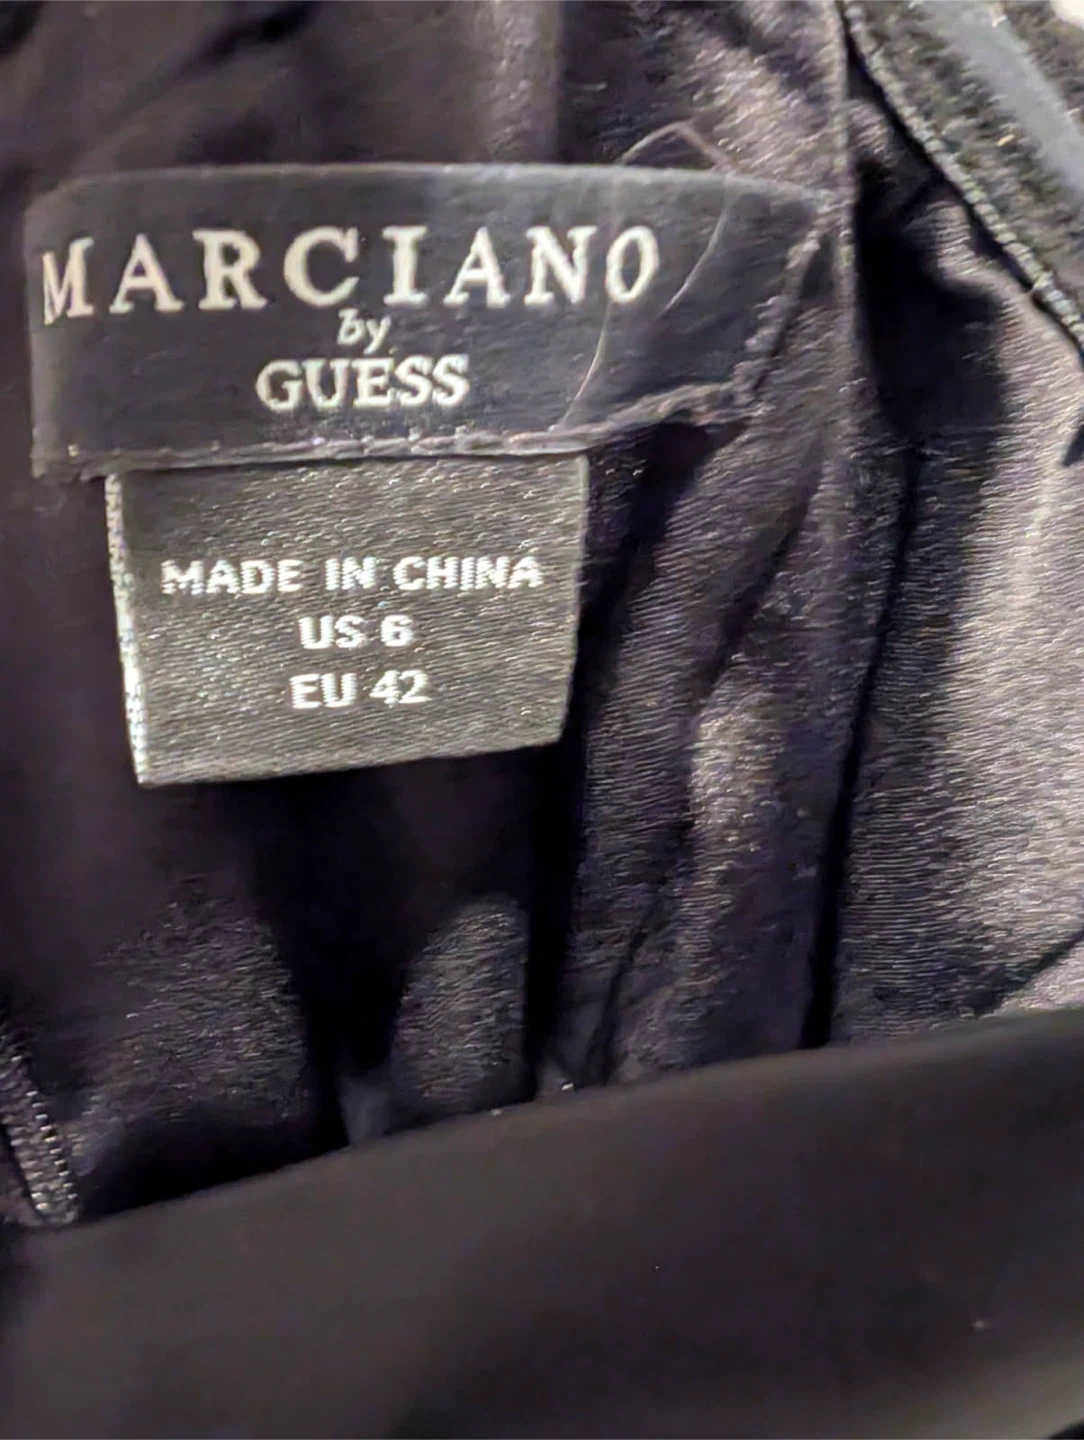 MARCIANO
by
GUESS
MADE IN CHINA
US 6
EU 42